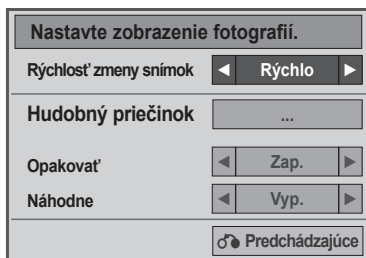 Nastavte zobrazenie fotografií.
Rýchlosť zmeny snímok ◀ Rýchlo ▶
Hudobný priečinok ...
Opakovať ◀ Zap. ▶
Náhodne ◀ Vyp. ▶
Predchádzajúce